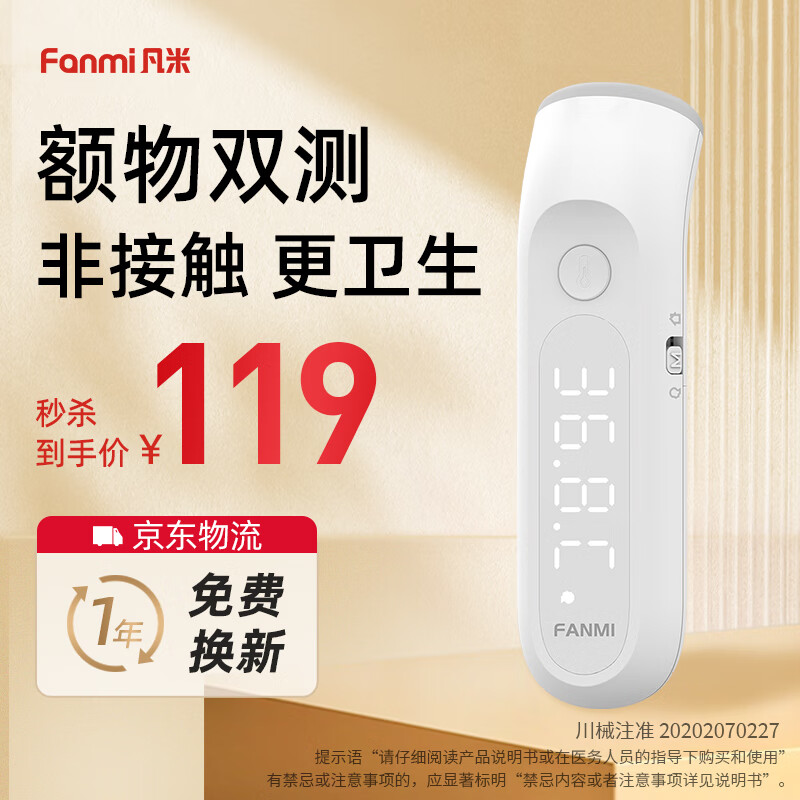 Fanmi凡米
额物双测
非接触 更卫生
秒杀
到手价¥119
京东物流
1年
免费
换新
M
36.8.℃
FANMI
川械注准 20202070227
提示语“请仔细阅读产品说明书或在医务人员的指导下购买和使用”
有禁忌或注意事项的，应显著标明“禁忌内容或者注意事项详见说明书”。